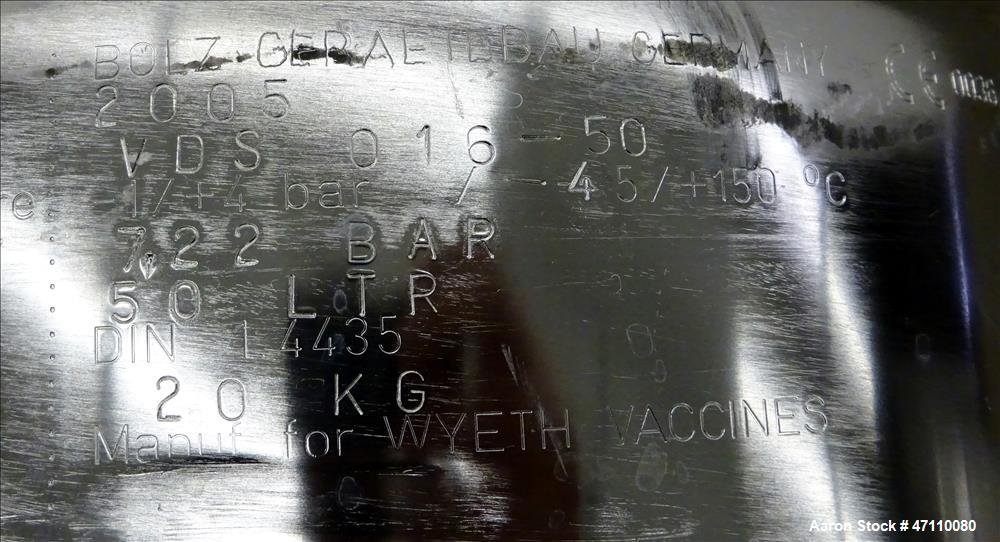 BOLZ GERAETEBAU GERMANY CE
2005
VDS 016-50
e -1/+4 bar / -45/+150 °C
7.22 BAR
50 LTR
DIN 1.4435
20 KG
Manuf for WYETH VACCINES
Aaron Stock # 47110080